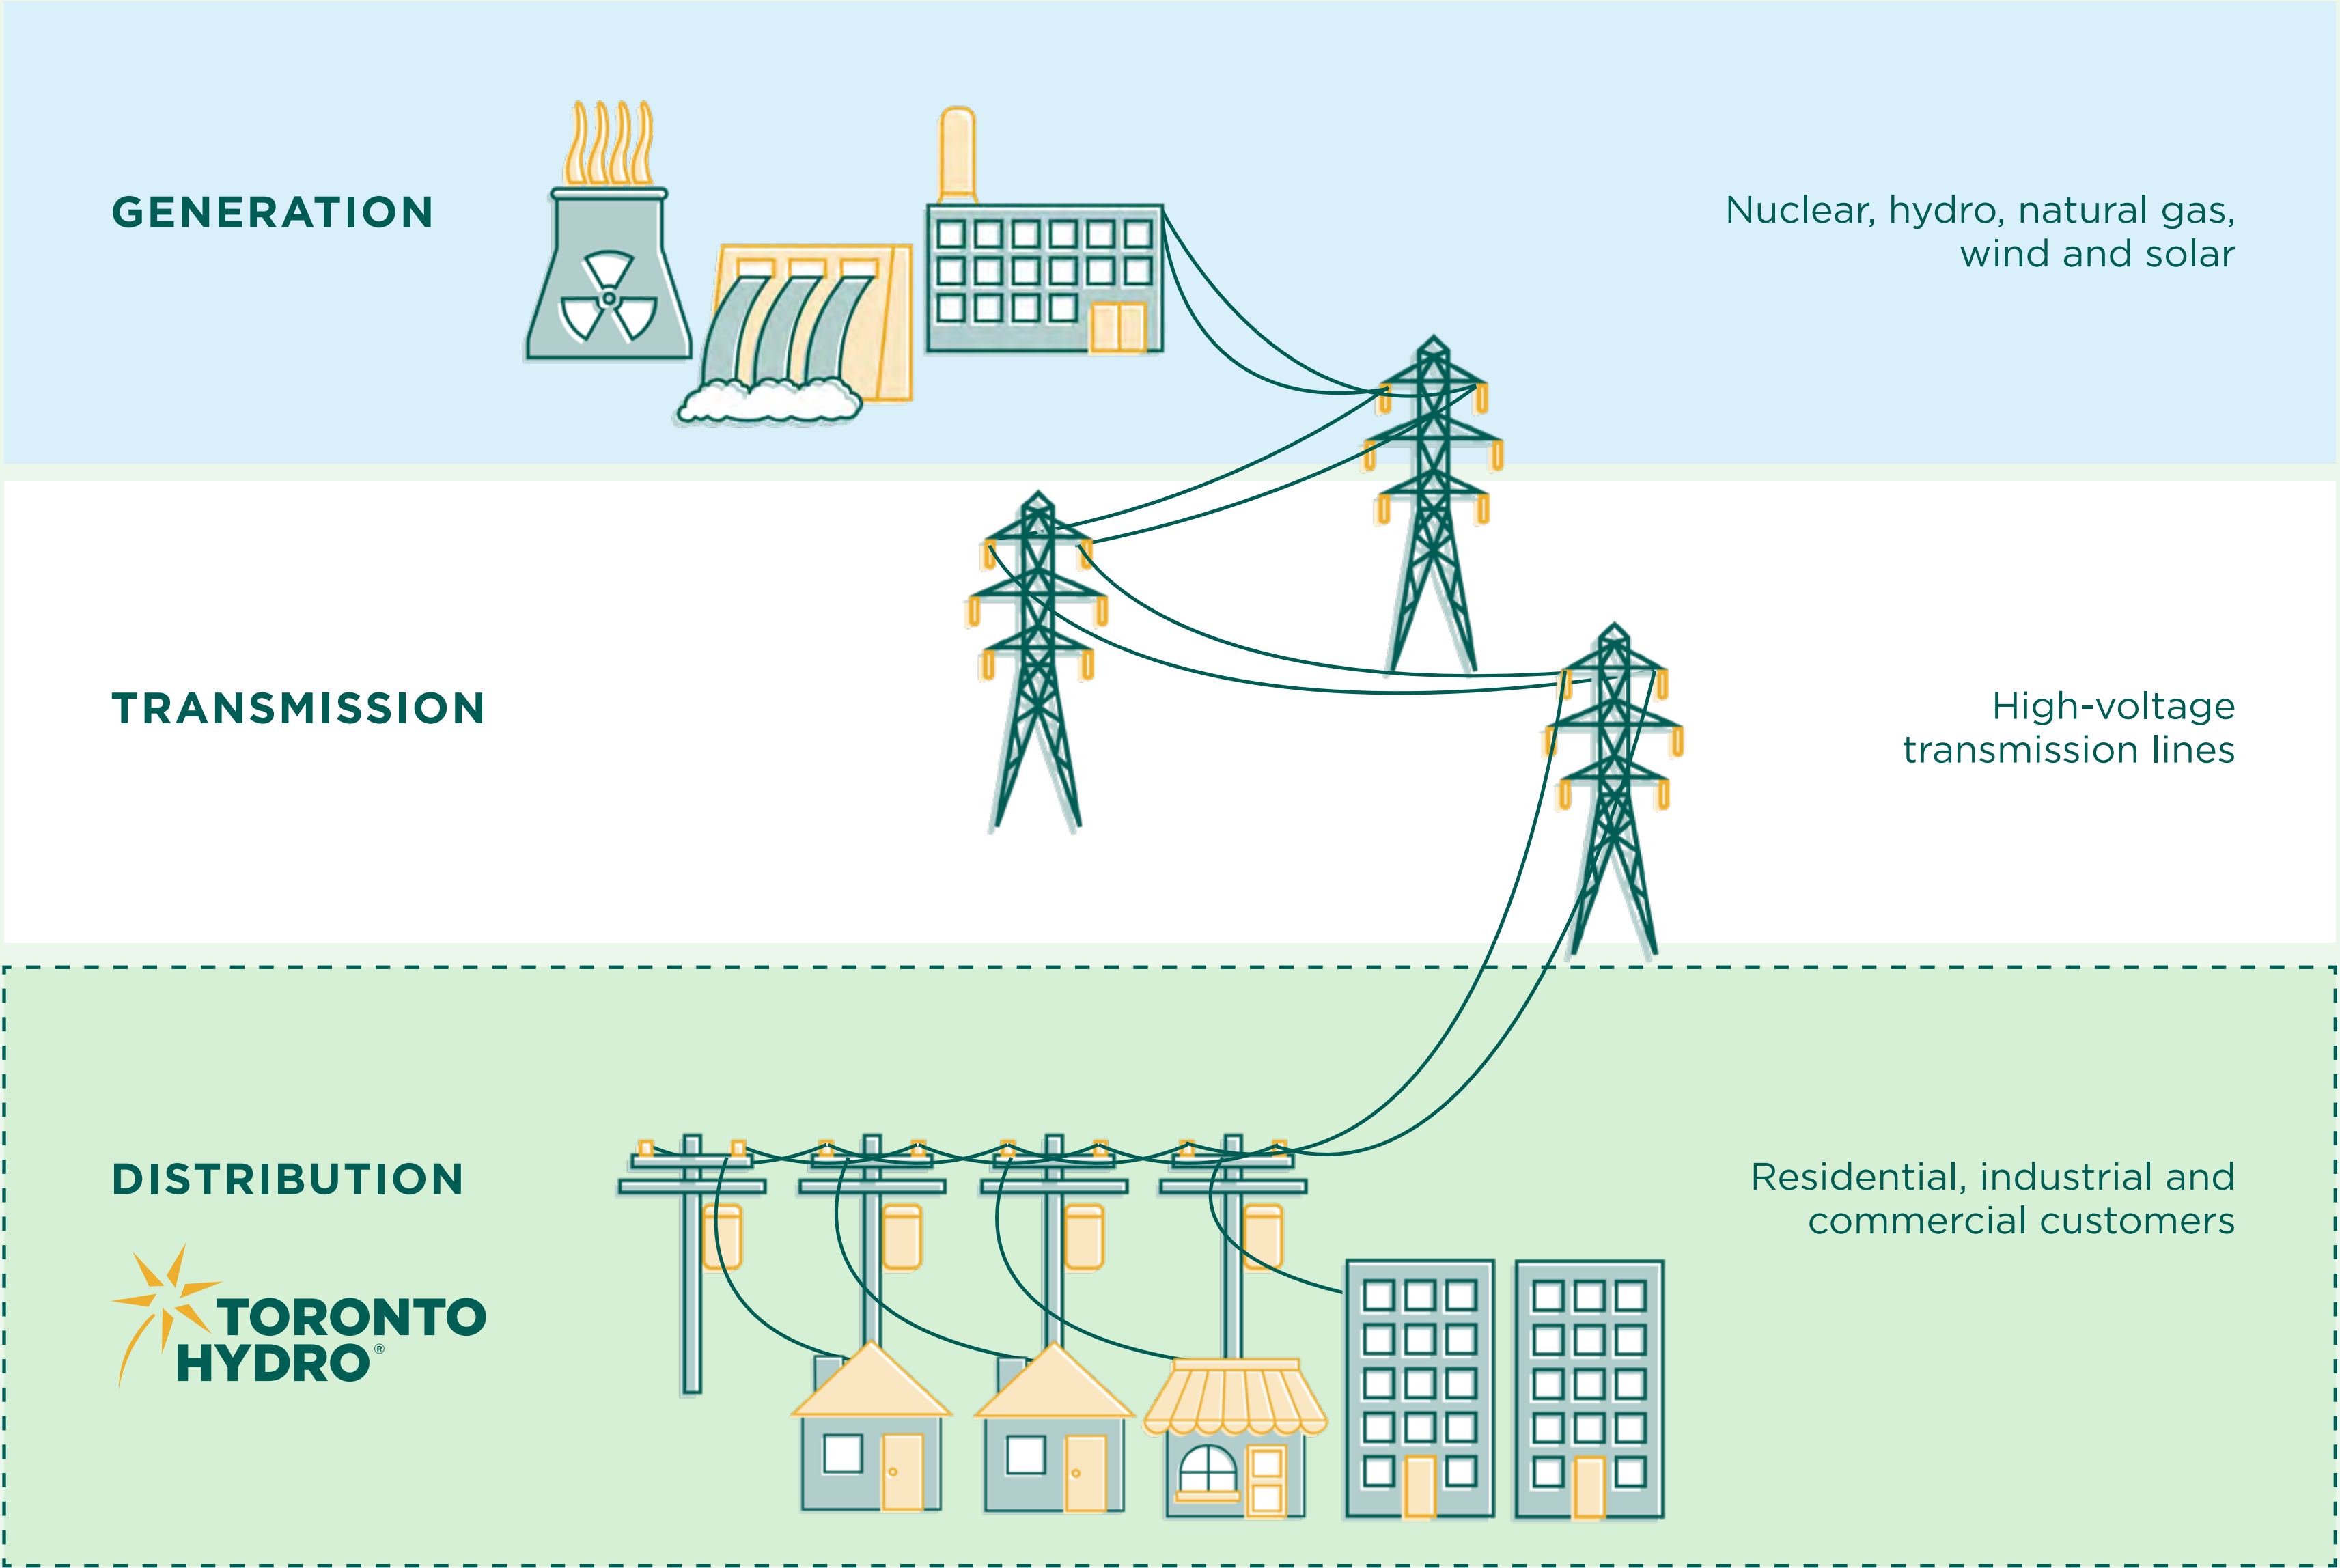 GENERATION
Nuclear, hydro, natural gas,
wind and solar
TRANSMISSION
High-voltage
transmission lines
DISTRIBUTION
Residential, industrial and
commercial customers
TORONTO
HYDRO®